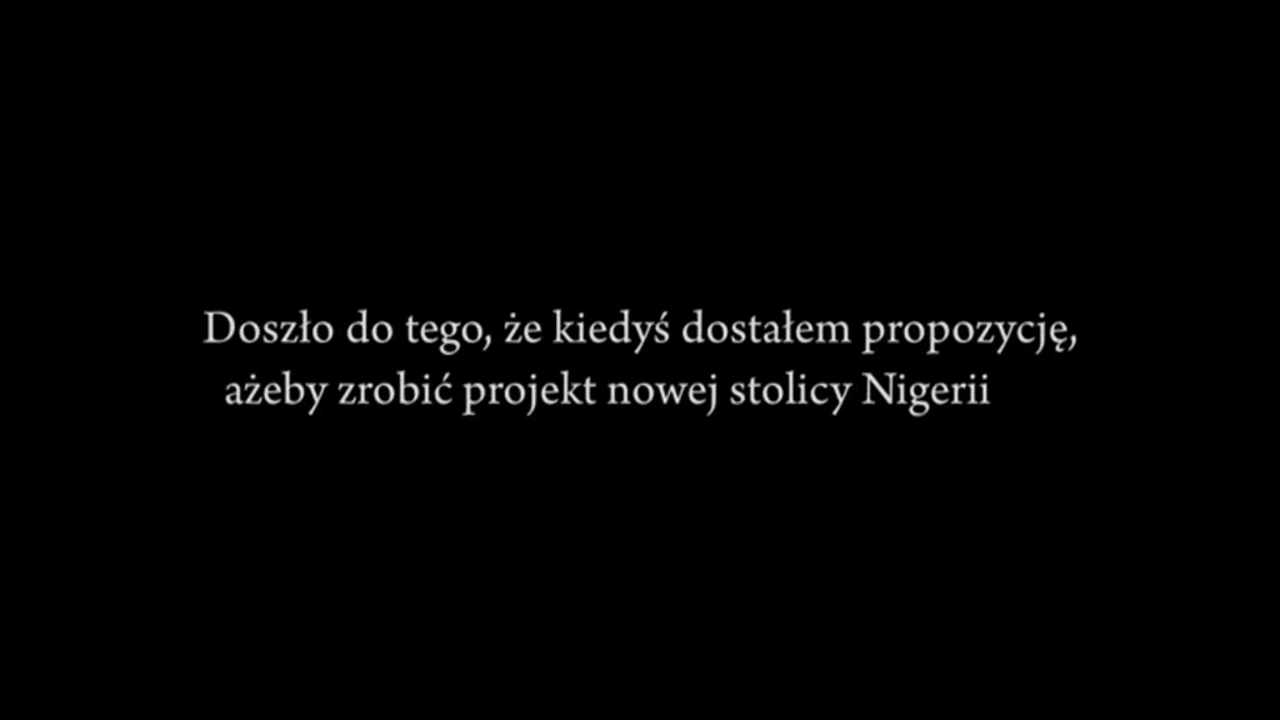 Doszło do tego, że kiedyś dostałem propozycję,
ażeby zrobić projekt nowej stolicy Nigerii